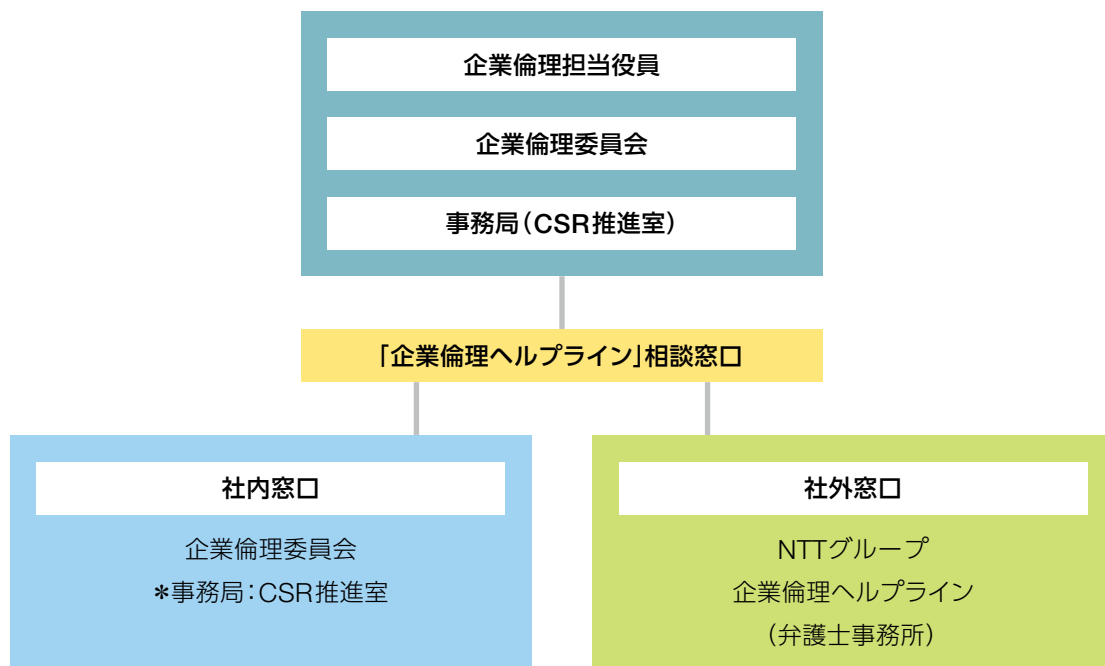 企業倫理担当役員
企業倫理委員会
事務局（CSR推進室）
「企業倫理ヘルプライン」相談窓口
社内窓口
企業倫理委員会
＊事務局：CSR推進室
社外窓口
NTTグループ
企業倫理ヘルプライン
（弁護士事務所）